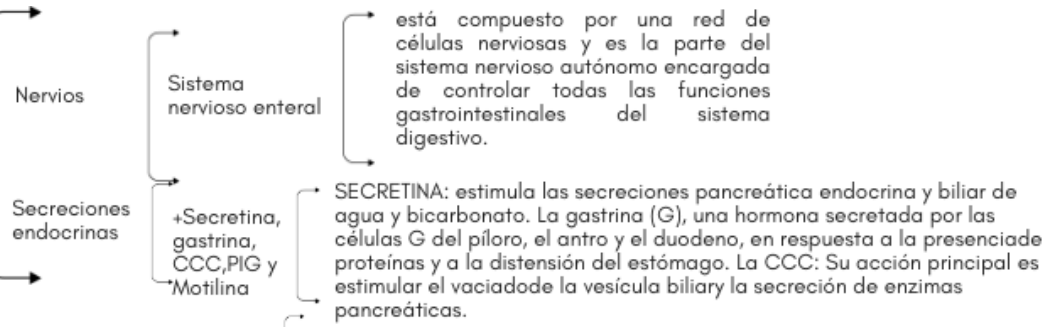 Nervios
Sistema
nervioso enteral
está compuesto por una red de
células nerviosas y es la parte del
sistema nervioso autónomo encargada
de controlar todas las funciones
gastrointestinales del sistema
digestivo.
Secreciones
endocrinas
+Secretina,
gastrina,
CCC,PIG y
Motilina
SECRETINA: estimula las secreciones pancreática endocrina y biliar de
agua y bicarbonato. La gastrina (G), una hormona secretada por las
células G del píloro, el antro y el duodeno, en respuesta a la presenciade
proteínas y a la distensión del estómago. La CCC: Su acción principal es
estimular el vaciadode la vesícula biliary la secreción de enzimas
pancreáticas.